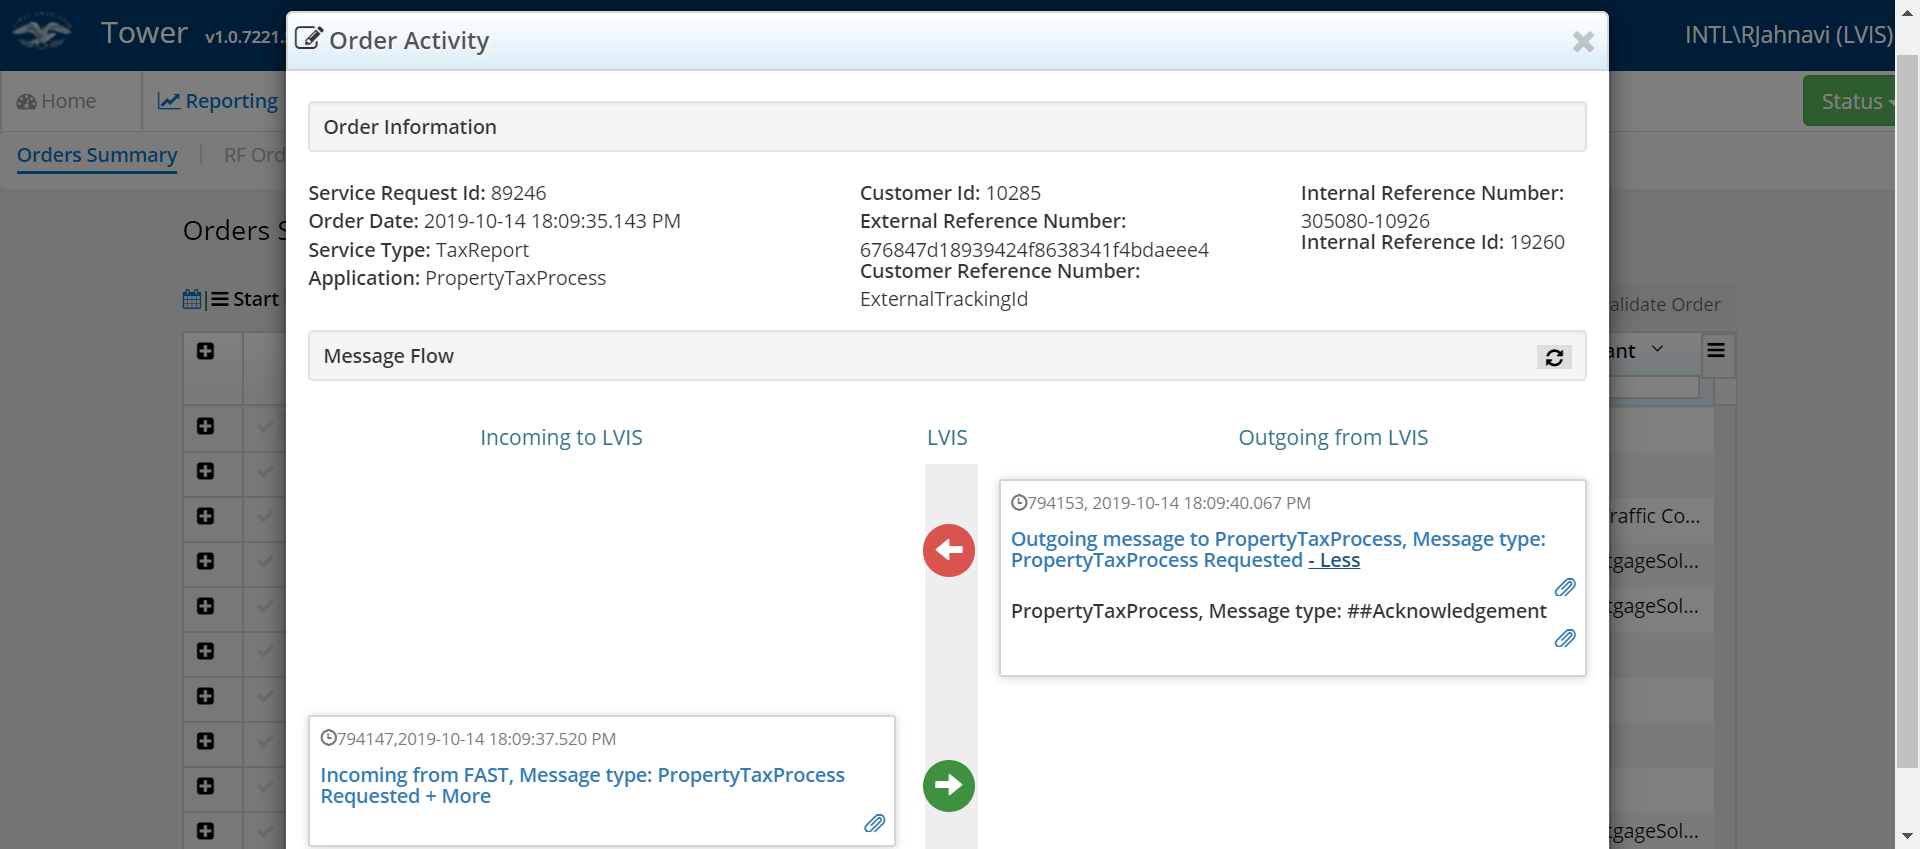 Tower v1.0.7221.
INTL\RJahnavi (LVIS)
Order Activity
Home
Reporting
Status
Orders Summary
RF Ord
Order Information
Service Request Id: 89246
Order Date: 2019-10-14 18:09:35.143 PM
Service Type: TaxReport
Application: PropertyTaxProcess
Customer Id: 10285
External Reference Number:
676847d18939424f8638341f4bdaeee4
Customer Reference Number:
ExternalTrackingId
Internal Reference Number:
305080-10926
Internal Reference Id: 19260
Orders S
Start
alidate Order
ant
Message Flow
Incoming to LVIS
LVIS
Outgoing from LVIS
794153, 2019-10-14 18:09:40.067 PM
Outgoing message to PropertyTaxProcess, Message type:
PropertyTaxProcess Requested - Less
PropertyTaxProcess, Message type: ##Acknowledgement
raffic Co...
tgageSol...
tgageSol...
794147,2019-10-14 18:09:37.520 PM
Incoming from FAST, Message type: PropertyTaxProcess
Requested + More
tgageSol...